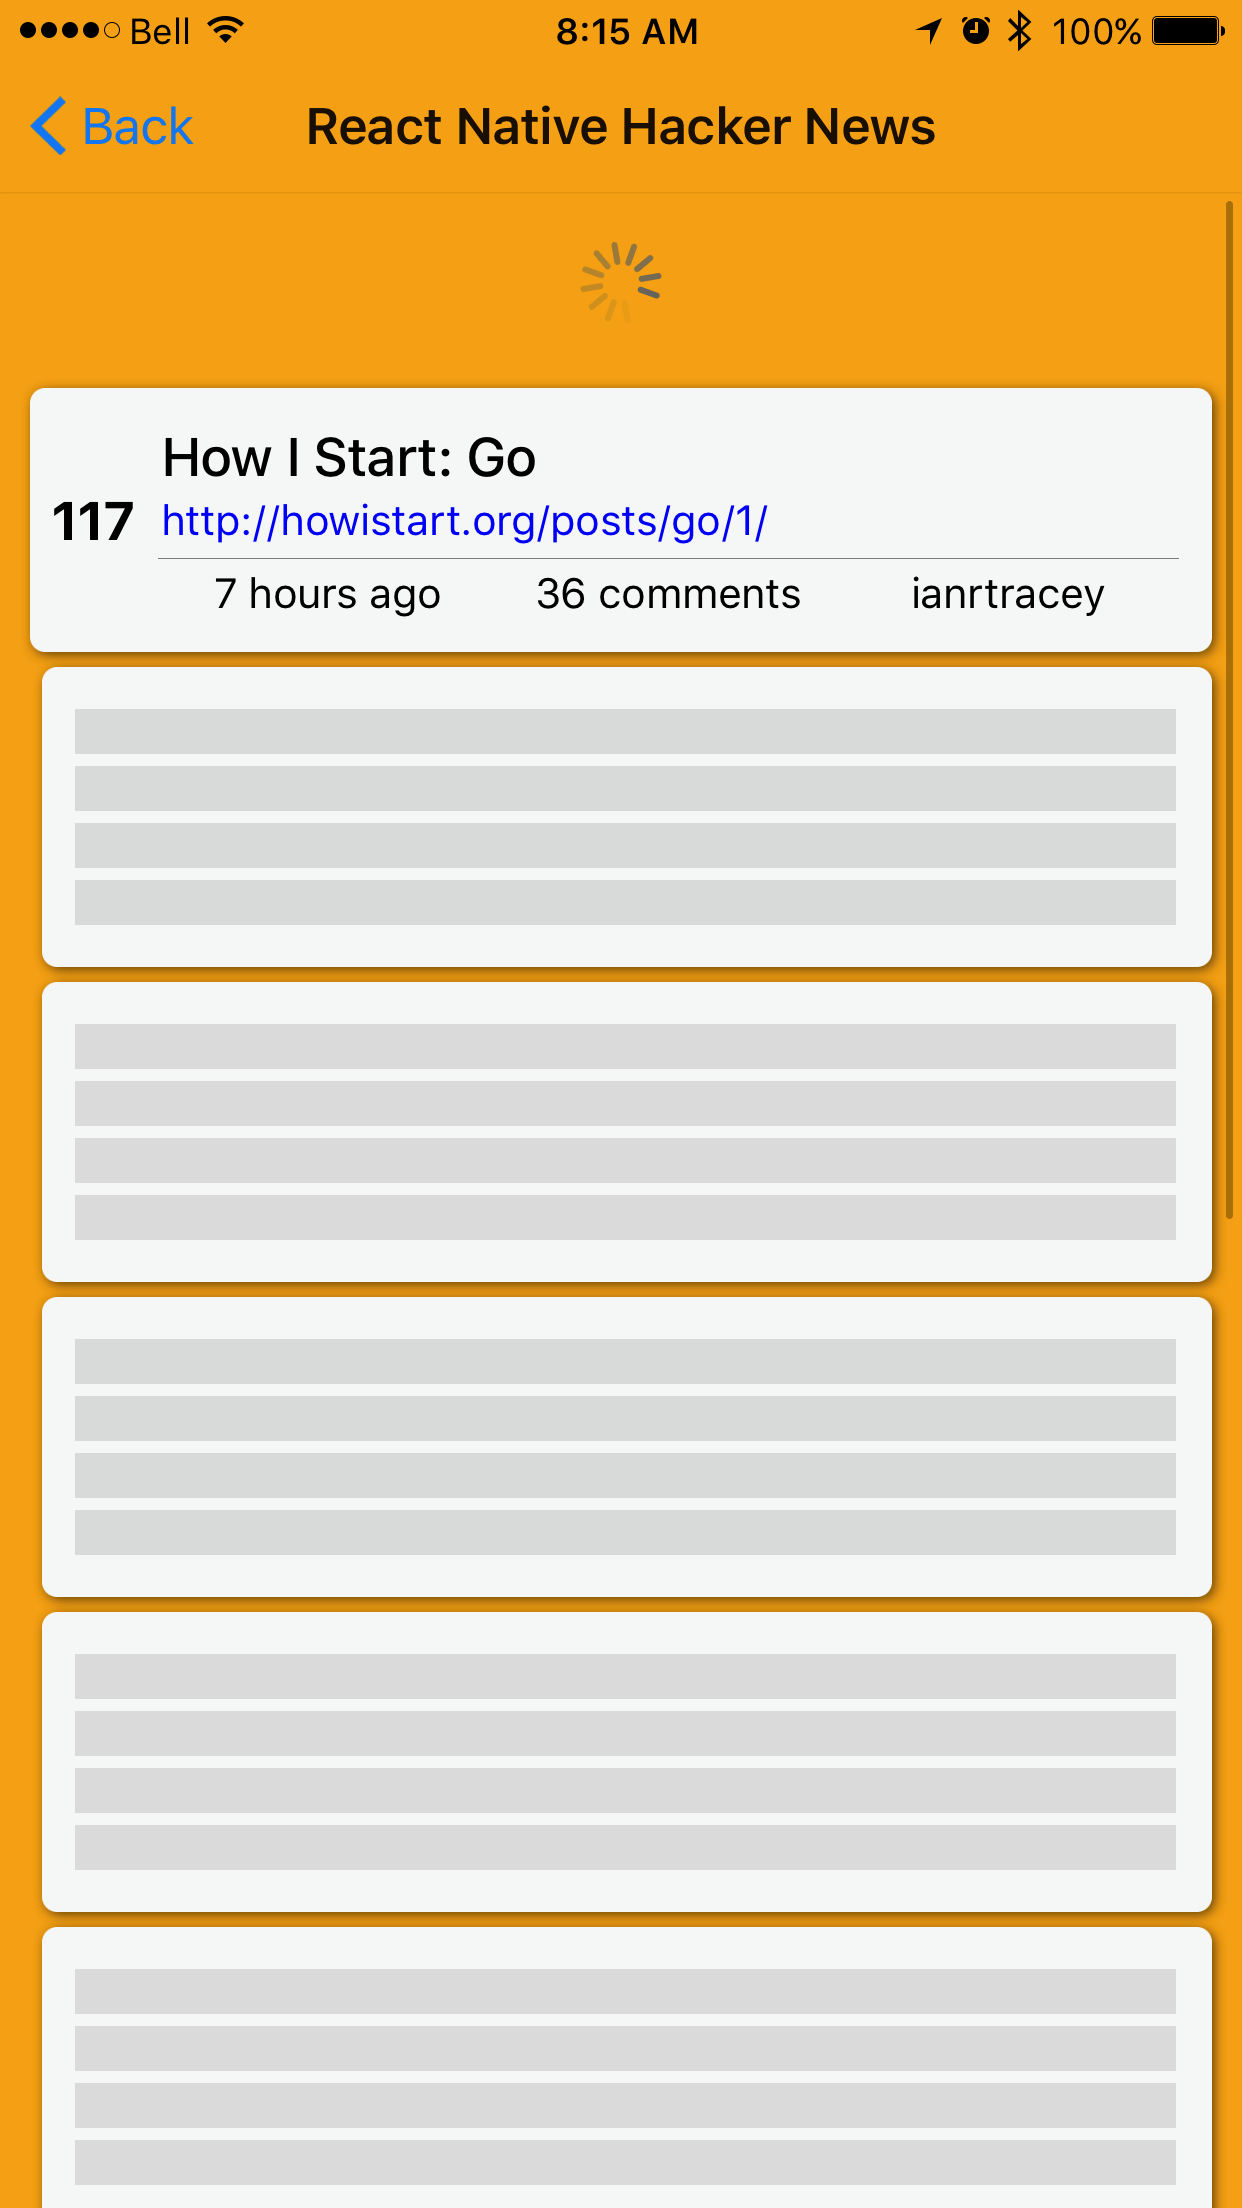 Bell 8:15 AM 100%
Back React Native Hacker News
How I Start: Go
117 http://howistart.org/posts/go/1/
7 hours ago 36 comments ianrtracey